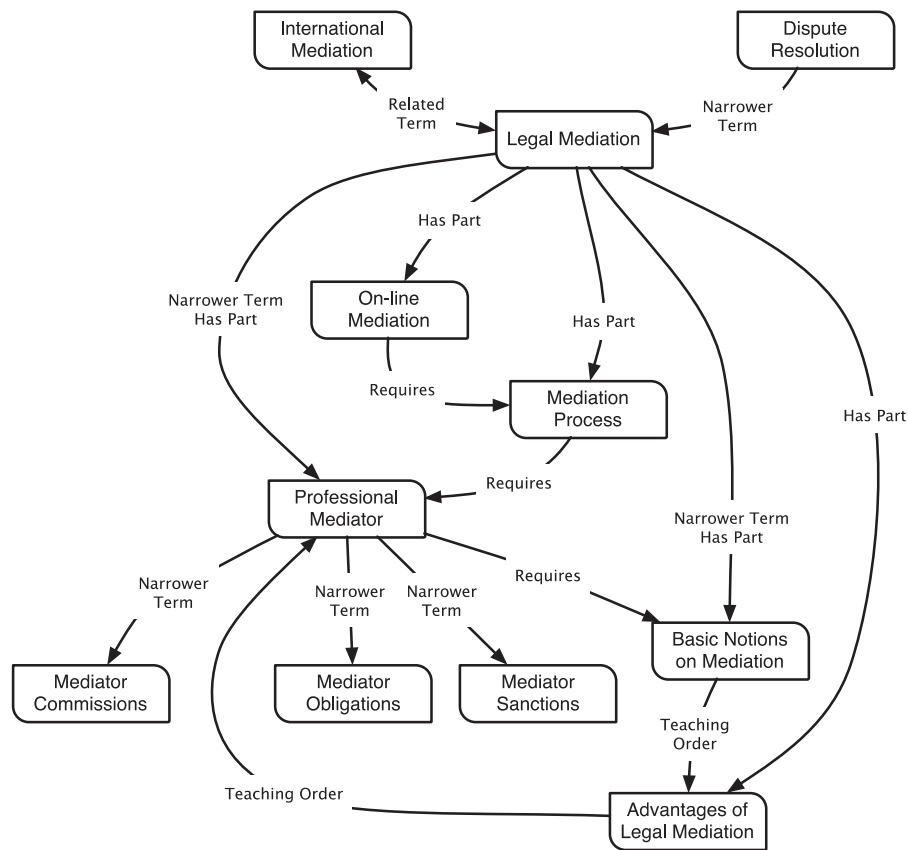 International
Mediation
Dispute
Resolution
Related
Term
Narrower
Term
Legal Mediation
Has Part
On-line
Mediation
Narrower Term
Has Part
Has Part
Requires
Mediation
Process
Has Part
Requires
Professional
Mediator
Narrower Term
Has Part
Narrower
Term
Narrower
Term
Narrower
Term
Requires
Basic Notions
on Mediation
Mediator
Commissions
Mediator
Obligations
Mediator
Sanctions
Teaching
Order
Teaching Order
Advantages of
Legal Mediation